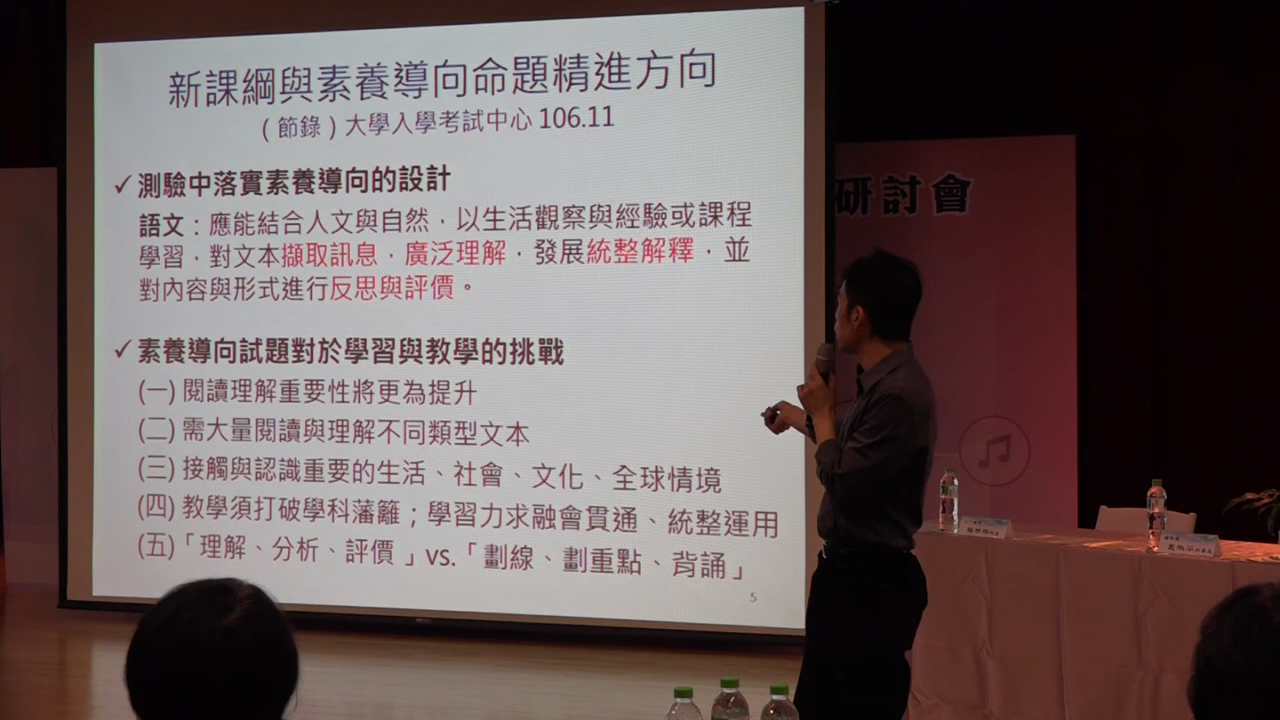 新課綱與素養導向命題精進方向
(節錄)大學入學考試中心 106.11
✓測驗中落實素養導向的設計
語文:應能結合人文與自然,以生活觀察與經驗或課程
學習,對文本擷取訊息,廣泛理解,發展統整解釋,並
對內容與形式進行反思與評價。
✓素養導向試題對於學習與教學的挑戰
(一) 閱讀理解重要性將更為提升
(二) 需大量閱讀與理解不同類型文本
(三) 接觸與認識重要的生活、社會、文化、全球情境
(四) 教學須打破學科藩籬;學習力求融會貫通、統整運用
(五)「理解、分析、評價」vs.「劃線、劃重點、背誦」
5
研討會